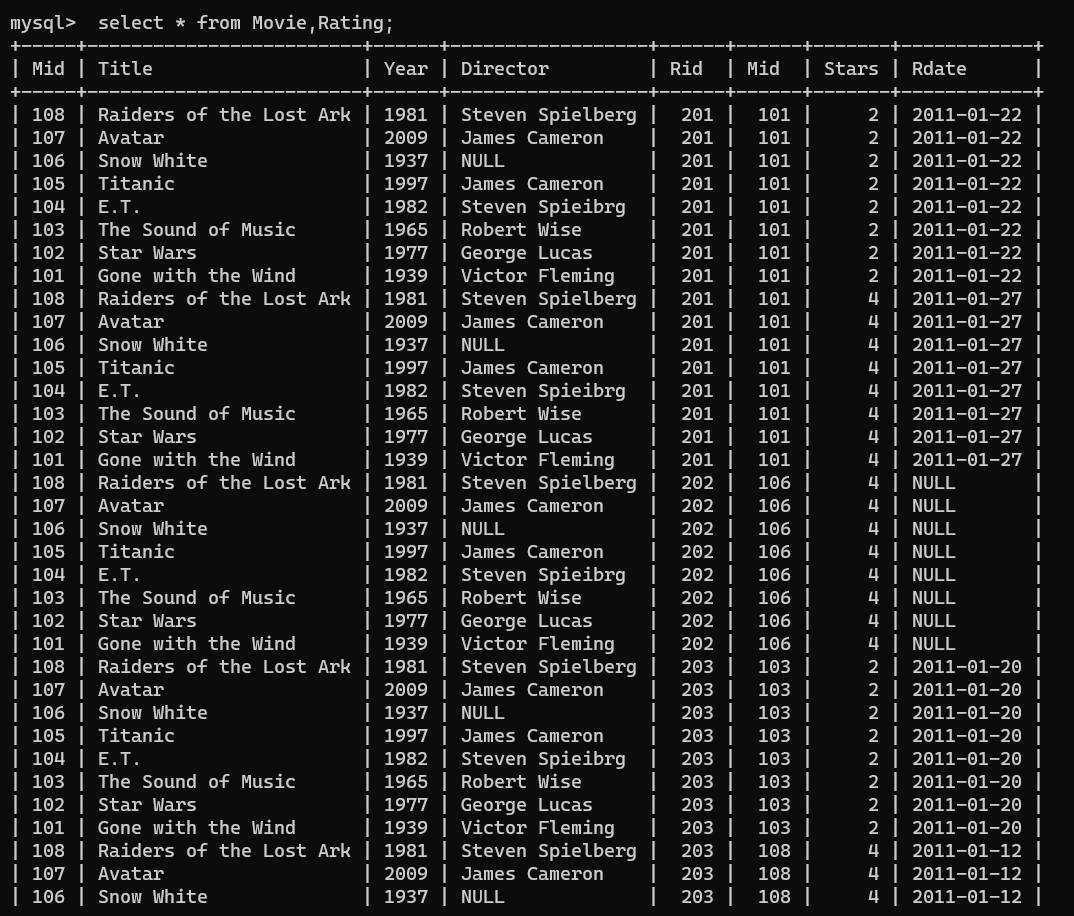 mysql>  select * from Movie,Rating;
+-----+-------------------------+------+------------------+------+------+-------+------------+
| Mid | Title                   | Year | Director         | Rid  | Mid  | Stars | Rdate      |
+-----+-------------------------+------+------------------+------+------+-------+------------+
| 108 | Raiders of the Lost Ark | 1981 | Steven Spielberg |  201 |  101 |     2 | 2011-01-22 |
| 107 | Avatar                  | 2009 | James Cameron    |  201 |  101 |     2 | 2011-01-22 |
| 106 | Snow White              | 1937 | NULL             |  201 |  101 |     2 | 2011-01-22 |
| 105 | Titanic                 | 1997 | James Cameron    |  201 |  101 |     2 | 2011-01-22 |
| 104 | E.T.                    | 1982 | Steven Spieibrg  |  201 |  101 |     2 | 2011-01-22 |
| 103 | The Sound of Music      | 1965 | Robert Wise      |  201 |  101 |     2 | 2011-01-22 |
| 102 | Star Wars               | 1977 | George Lucas     |  201 |  101 |     2 | 2011-01-22 |
| 101 | Gone with the Wind      | 1939 | Victor Fleming   |  201 |  101 |     2 | 2011-01-22 |
| 108 | Raiders of the Lost Ark | 1981 | Steven Spielberg |  201 |  101 |     4 | 2011-01-27 |
| 107 | Avatar                  | 2009 | James Cameron    |  201 |  101 |     4 | 2011-01-27 |
| 106 | Snow White              | 1937 | NULL             |  201 |  101 |     4 | 2011-01-27 |
| 105 | Titanic                 | 1997 | James Cameron    |  201 |  101 |     4 | 2011-01-27 |
| 104 | E.T.                    | 1982 | Steven Spieibrg  |  201 |  101 |     4 | 2011-01-27 |
| 103 | The Sound of Music      | 1965 | Robert Wise      |  201 |  101 |     4 | 2011-01-27 |
| 102 | Star Wars               | 1977 | George Lucas     |  201 |  101 |     4 | 2011-01-27 |
| 101 | Gone with the Wind      | 1939 | Victor Fleming   |  201 |  101 |     4 | 2011-01-27 |
| 108 | Raiders of the Lost Ark | 1981 | Steven Spielberg |  202 |  106 |     4 | NULL       |
| 107 | Avatar                  | 2009 | James Cameron    |  202 |  106 |     4 | NULL       |
| 106 | Snow White              | 1937 | NULL             |  202 |  106 |     4 | NULL       |
| 105 | Titanic                 | 1997 | James Cameron    |  202 |  106 |     4 | NULL       |
| 104 | E.T.                    | 1982 | Steven Spieibrg  |  202 |  106 |     4 | NULL       |
| 103 | The Sound of Music      | 1965 | Robert Wise      |  202 |  106 |     4 | NULL       |
| 102 | Star Wars               | 1977 | George Lucas     |  202 |  106 |     4 | NULL       |
| 101 | Gone with the Wind      | 1939 | Victor Fleming   |  202 |  106 |     4 | NULL       |
| 108 | Raiders of the Lost Ark | 1981 | Steven Spielberg |  203 |  103 |     2 | 2011-01-20 |
| 107 | Avatar                  | 2009 | James Cameron    |  203 |  103 |     2 | 2011-01-20 |
| 106 | Snow White              | 1937 | NULL             |  203 |  103 |     2 | 2011-01-20 |
| 105 | Titanic                 | 1997 | James Cameron    |  203 |  103 |     2 | 2011-01-20 |
| 104 | E.T.                    | 1982 | Steven Spieibrg  |  203 |  103 |     2 | 2011-01-20 |
| 103 | The Sound of Music      | 1965 | Robert Wise      |  203 |  103 |     2 | 2011-01-20 |
| 102 | Star Wars               | 1977 | George Lucas     |  203 |  103 |     2 | 2011-01-20 |
| 101 | Gone with the Wind      | 1939 | Victor Fleming   |  203 |  103 |     2 | 2011-01-20 |
| 108 | Raiders of the Lost Ark | 1981 | Steven Spielberg |  203 |  108 |     4 | 2011-01-12 |
| 107 | Avatar                  | 2009 | James Cameron    |  203 |  108 |     4 | 2011-01-12 |
| 106 | Snow White              | 1937 | NULL             |  203 |  108 |     4 | 2011-01-12 |